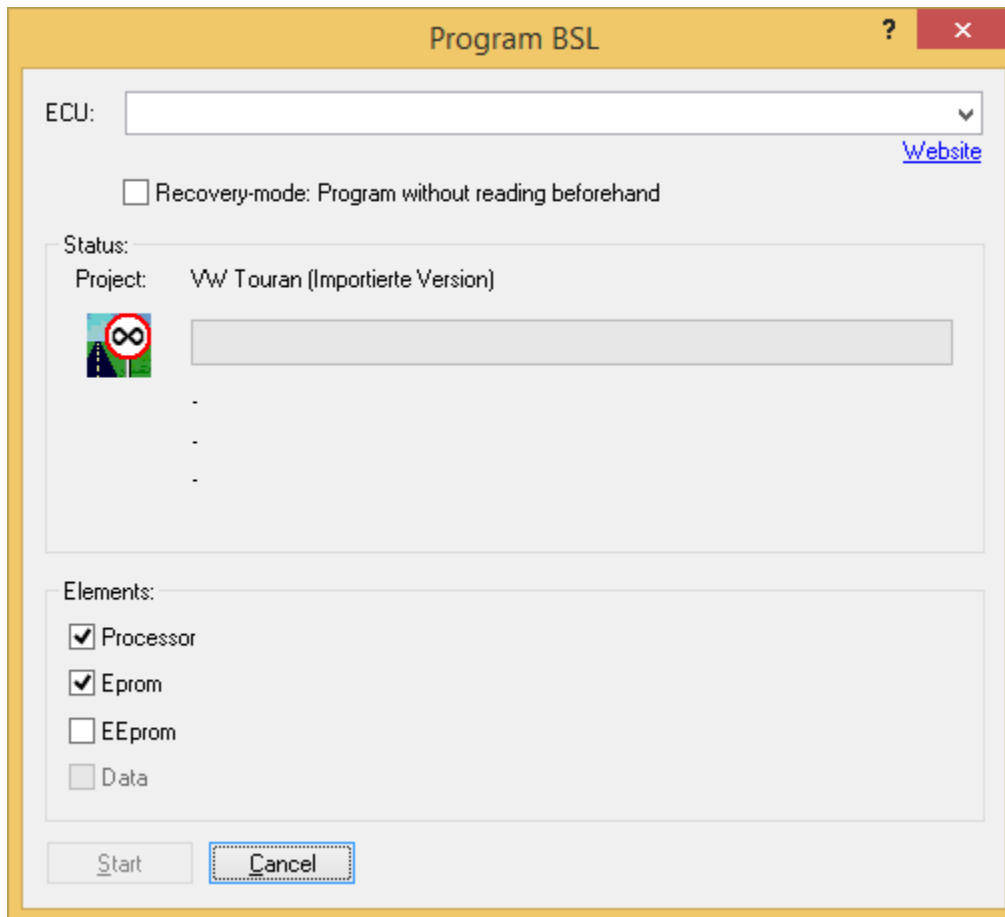 Program BSL
?
ECU:
Website
Recovery-mode: Program without reading beforehand
Status:
Project: VW Touran (Importierte Version)
-
-
-
Elements:
Processor
Eprom
EEprom
Data
Start Cancel